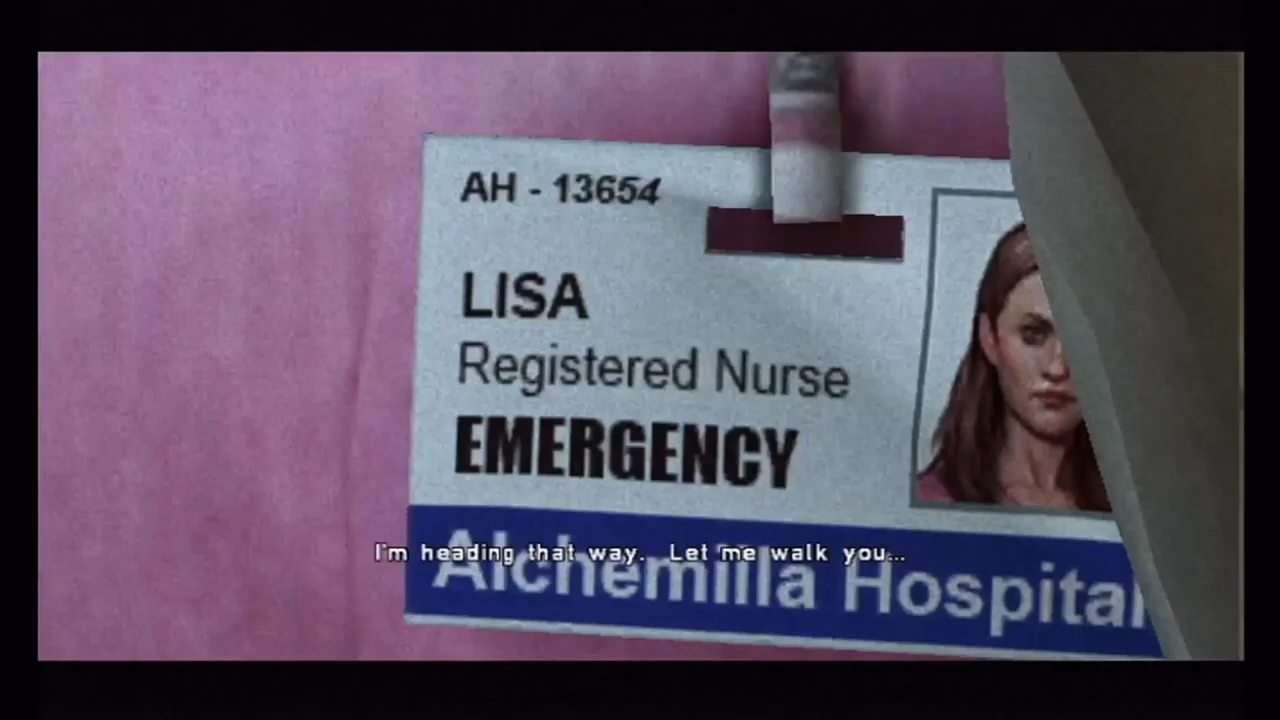 AH - 13654
LISA
Registered Nurse
EMERGENCY
I'm heading that way. Let me walk you...
Alchemilla Hospital